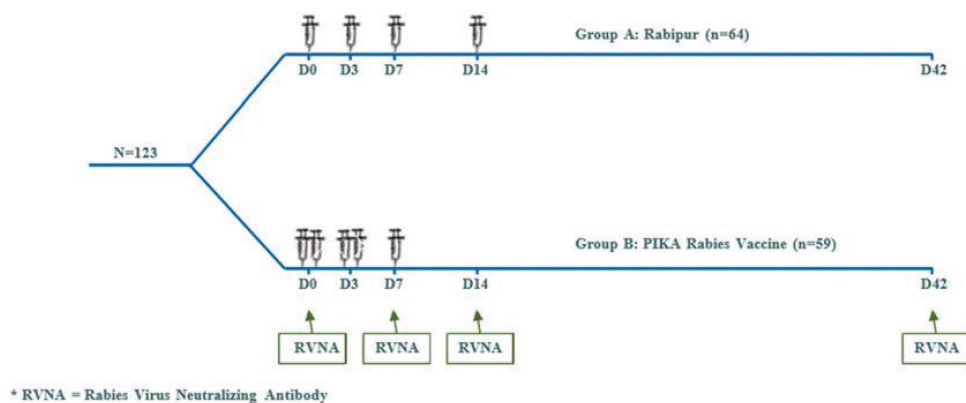 Group A: Rabipur (n=64)
D0 D3 D7 D14 D42
N=123
Group B: PIKA Rabies Vaccine (n=59)
D0 D3 D7 D14 D42
RVNA RVNA RVNA RVNA
* RVNA = Rabies Virus Neutralizing Antibody